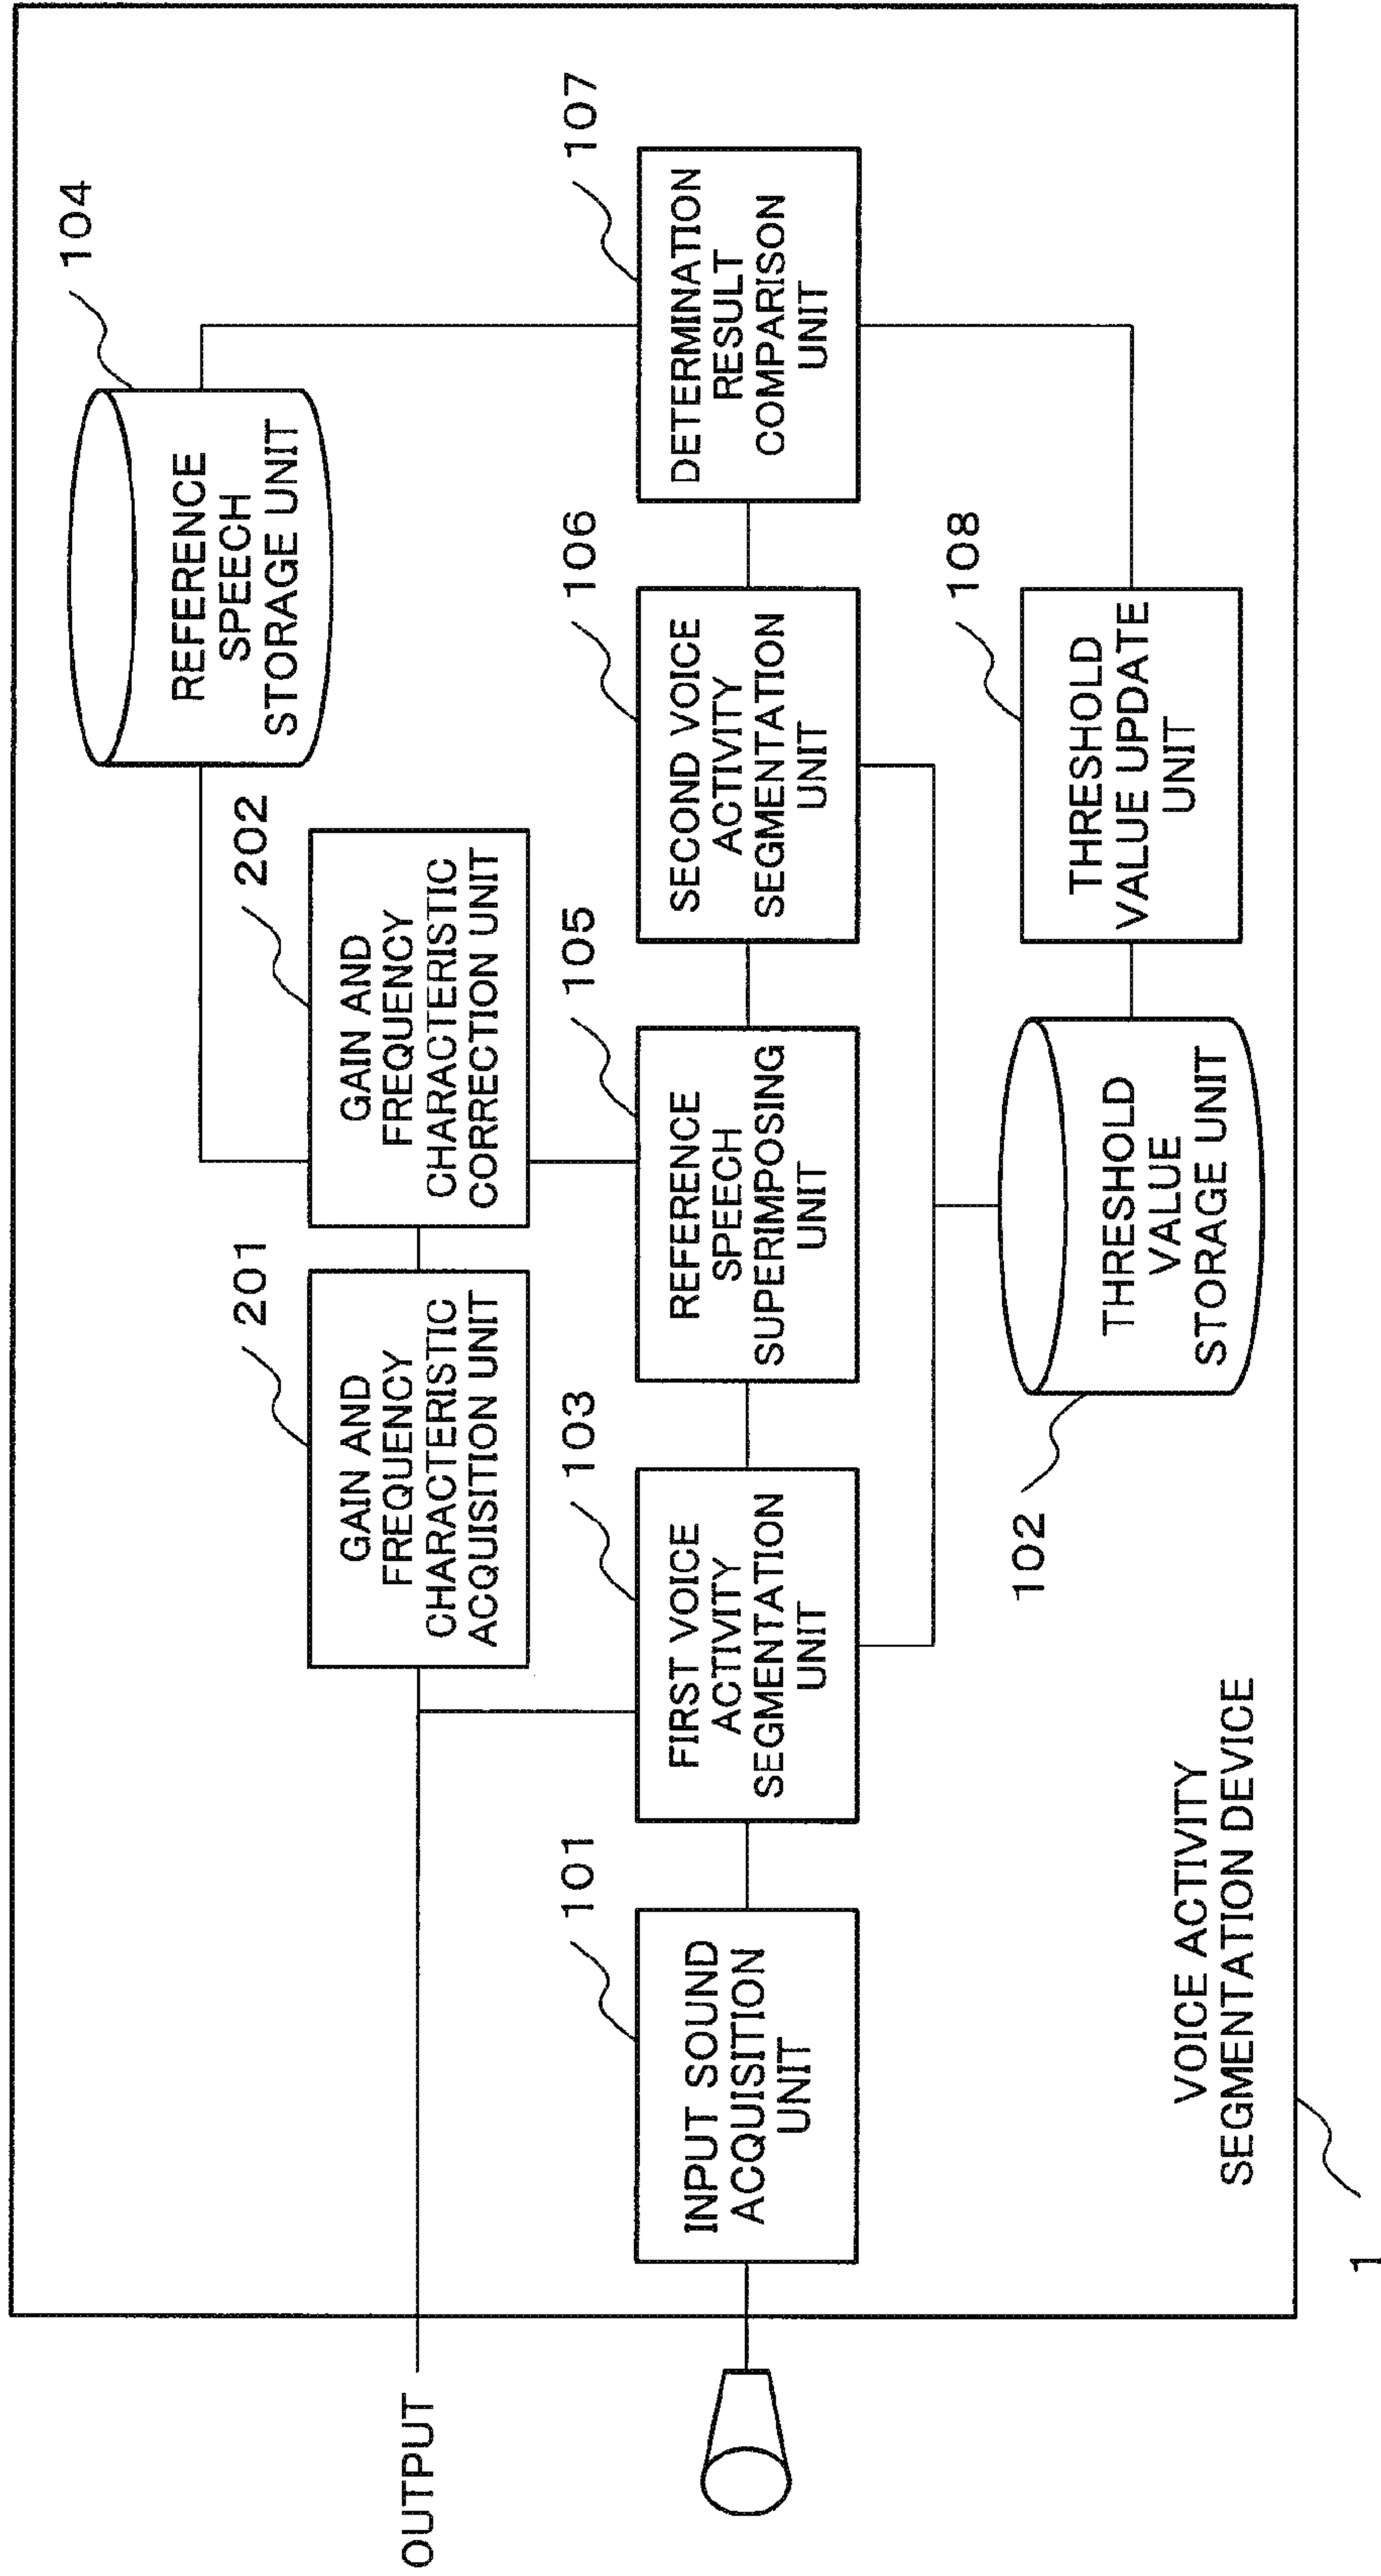 104
REFERENCE
SPEECH
STORAGE UNIT
201
GAIN AND
FREQUENCY
CHARACTERISTIC
ACQUISITION UNIT
202
GAIN AND
FREQUENCY
CHARACTERISTIC
CORRECTION UNIT
OUTPUT
101
INPUT SOUND
ACQUISITION
UNIT
103
FIRST VOICE
ACTIVITY
SEGMENTATION
UNIT
105
REFERENCE
SPEECH
SUPERIMPOSING
UNIT
106
SECOND VOICE
ACTIVITY
SEGMENTATION
UNIT
107
DETERMINATION
RESULT
COMPARISON
UNIT
102
THRESHOLD
VALUE
STORAGE UNIT
108
THRESHOLD
VALUE UPDATE
UNIT
VOICE ACTIVITY
SEGMENTATION DEVICE
1